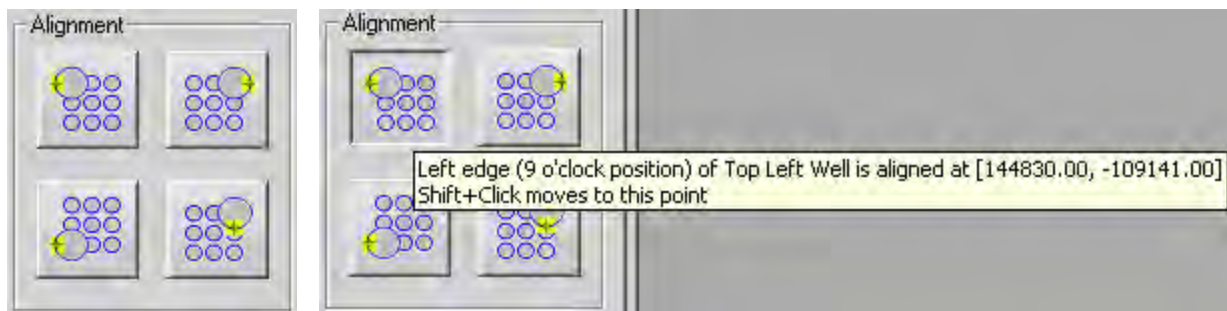 Alignment
Alignment
Left edge (9 o'clock position) of Top Left Well is aligned at [144830.00, -109141.00]
Shift+Click moves to this point